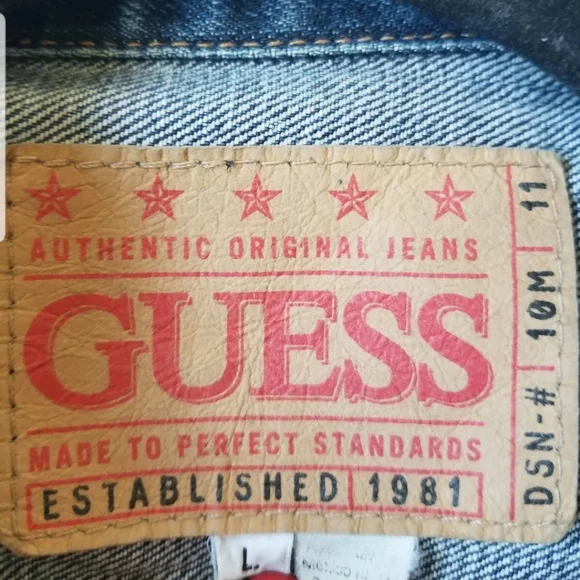 AUTHENTIC ORIGINAL JEANS
GUESS
MADE TO PERFECT STANDARDS
ESTABLISHED 1981
DSN-# 10M 11
L